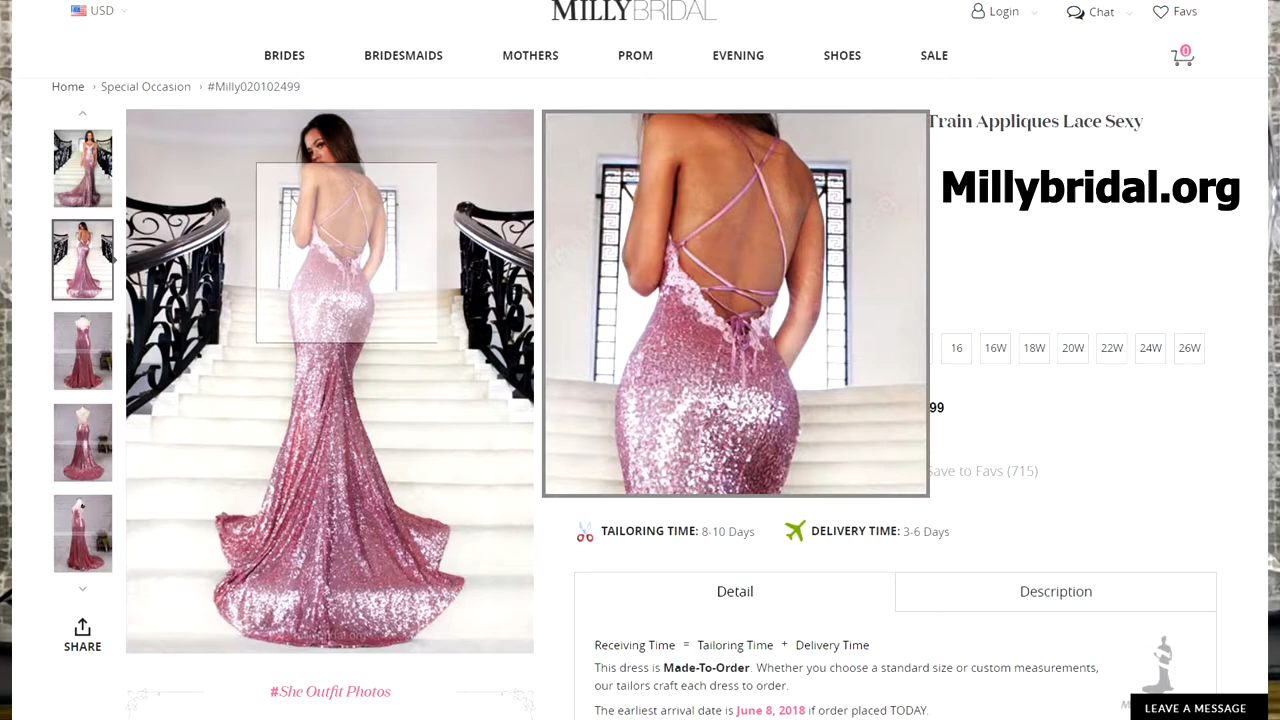 USD
MILLYBRIDAL
Login
Chat
Favs
BRIDES
BRIDESMAIDS
MOTHERS
PROM
EVENING
SHOES
SALE
0
Home › Special Occasion › #Milly020102499
Train Appliques Lace Sexy
Millybridal.org
16
16W
18W
20W
22W
24W
26W
99
Save to Favs (715)
SHARE
TAILORING TIME: 8-10 Days
DELIVERY TIME: 3-6 Days
Detail
Description
Receiving Time = Tailoring Time + Delivery Time
This dress is Made-To-Order. Whether you choose a standard size or custom measurements,
our tailors craft each dress to order.
The earliest arrival date is June 8, 2018 if order placed TODAY.
#She Outfit Photos
LEAVE A MESSAGE